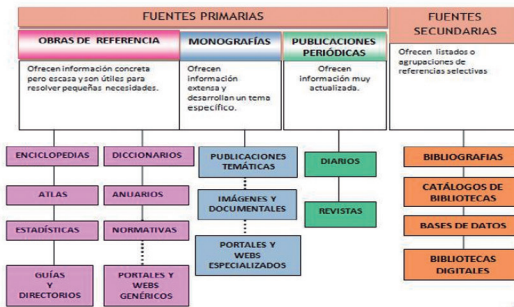 FUENTES PRIMARIAS
FUENTES
SECUNDARIAS
OBRAS DE REFERENCIA
MONOGRAFÍAS
PUBLICACIONES
PERIÓDICAS
Ofrecen información concreta
pero escasa y son útiles para
resolver pequeñas necesidades.
Ofrecen
información
extensa y
desarrollan un tema
específico.
Ofrecen
información muy
actualizada.
Ofrecen listados o
agrupaciones de
referencias selectivas
ENCICLOPEDIAS
ATLAS
ESTADÍSTICAS
GUÍAS
Y
DIRECTORIOS
DICCIONARIOS
ANUARIOS
NORMATIVAS
PORTALES Y
WEBS
GENÉRICOS
PUBLICACIONES
TEMÁTICAS
IMÁGENES Y
DOCUMENTALES
PORTALES Y
WEBS
ESPECIALIZADOS
DIARIOS
REVISTAS
BIBLIOGRAFIAS
CATÁLOGOS DE
BIBLIOTECAS
BASES DE DATOS
BIBLIOTECAS
DIGITALES